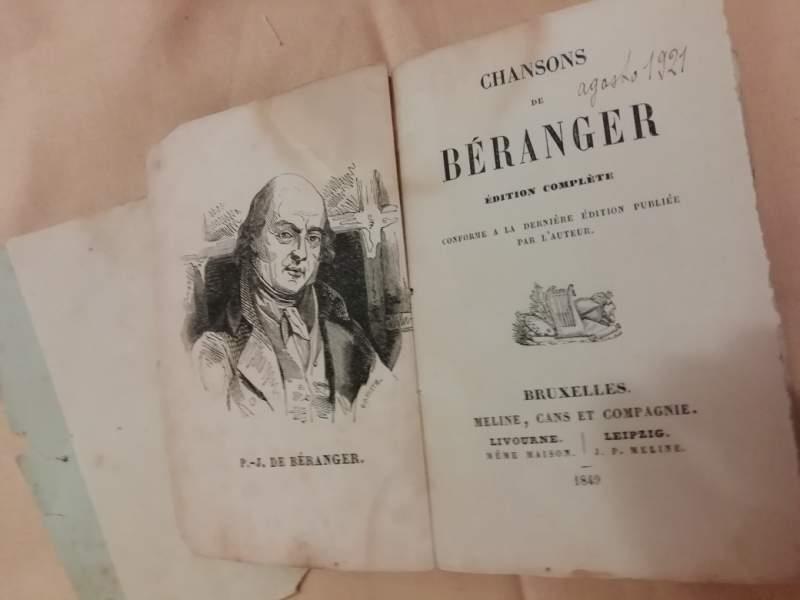 P.-J. DE BÉRANGER.
CHANSONS
agosto 1921
DE
BÉRANGER
ÉDITION COMPLÈTE
CONFORME A LA DERNIÈRE ÉDITION PUBLIÉE
PAR L'AUTEUR.
BRUXELLES.
MELINE, CANS ET COMPAGNIE.
LIVOURNE. LEIPZIG.
MÊME MAISON. J. P. MELINE.
1849